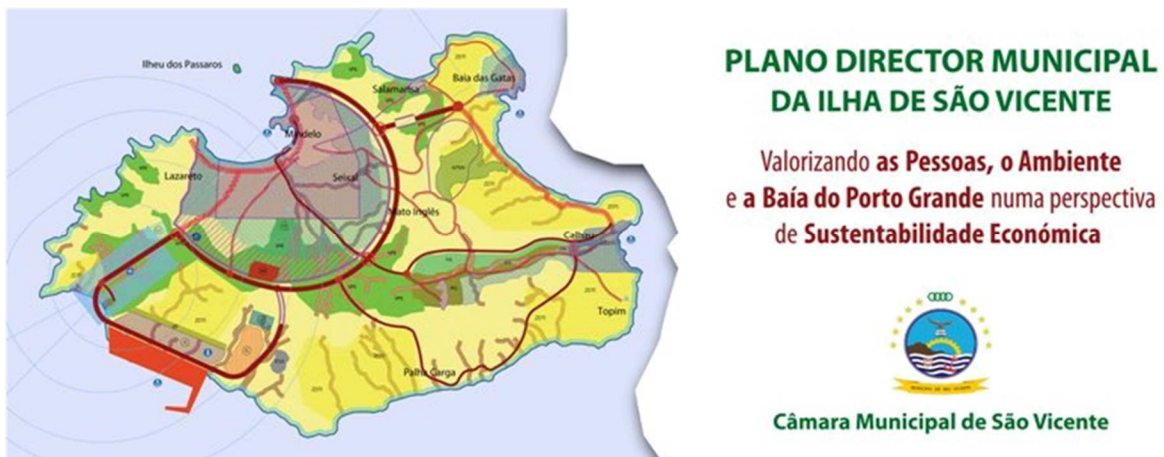 Ilheu dos Passaros
Baia das Gatas
Salamansa
Mindelo
Lazareto
Seixal
Mato Inglês
Calhau
Topim
Palha Carga
PLANO DIRECTOR MUNICIPAL
DA ILHA DE SÃO VICENTE
Valorizando as Pessoas, o Ambiente
e a Baía do Porto Grande numa perspectiva
de Sustentabilidade Económica
Câmara Municipal de São Vicente